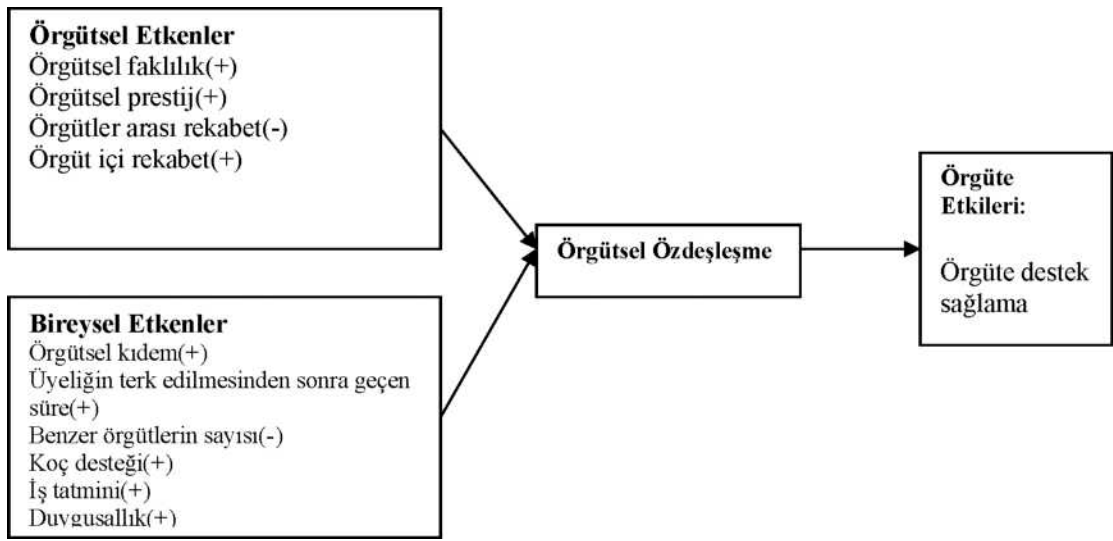 Örgütsel Etkenler
Örgütsel faklılık(+)
Örgütsel prestij(+)
Örgütler arası rekabet(-)
Örgüt içi rekabet(+)
Bireysel Etkenler
Örgütsel kıdem(+)
Üyeliğin terk edilmesinden sonra geçen
süre(+)
Benzer örgütlerin sayısı(-)
Koç desteği(+)
İş tatmini(+)
Duygusallık(+)
Örgütsel Özdeşleşme
Örgüte
Etkileri:
Örgüte destek
sağlama